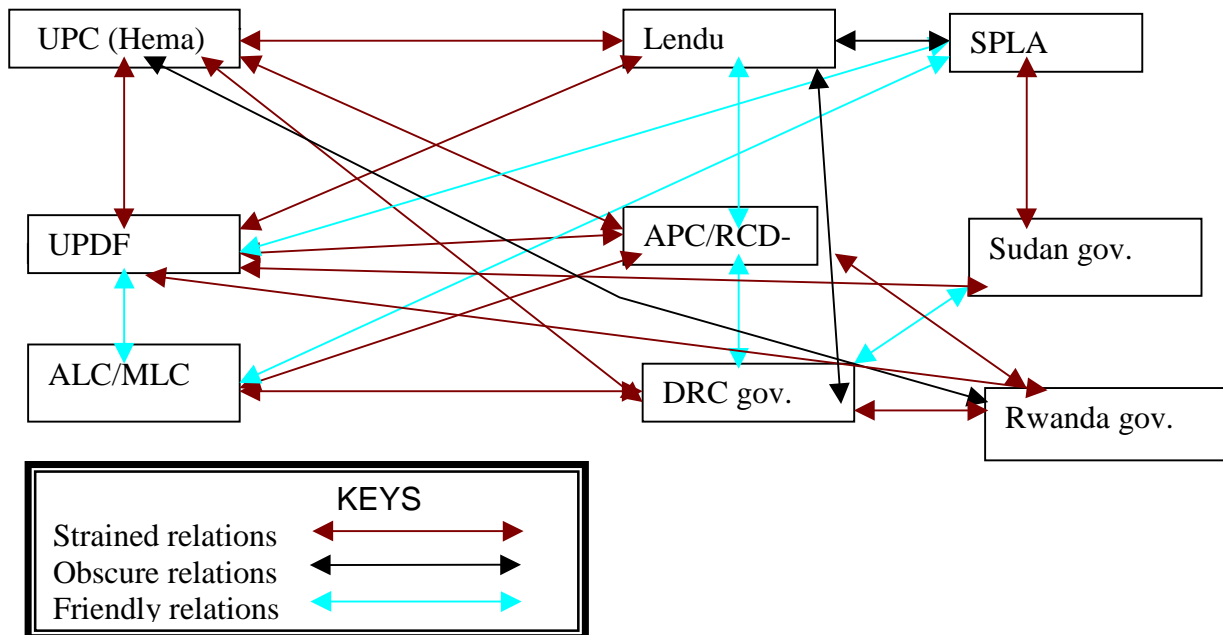 UPC (Hema)
Lendu
SPLA
UPDF
APC/RCD-
Sudan gov.
ALC/MLC
DRC gov.
Rwanda gov.
KEYS
Strained relations
Obscure relations
Friendly relations